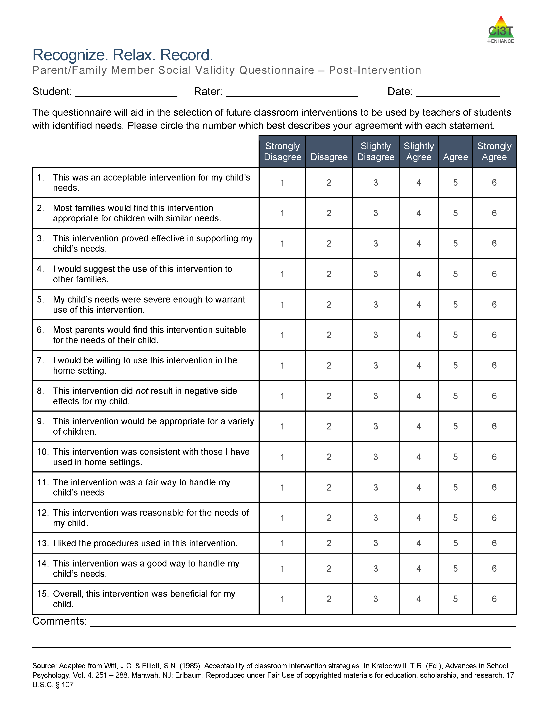 CI3T
ENHANCE
Recognize. Relax. Record.
Parent/Family Member Social Validity Questionnaire – Post-Intervention
Student: Rater: Date:
The questionnaire will aid in the selection of future classroom interventions to be used by teachers of students
with identified needs. Please circle the number which best describes your agreement with each statement.
Strongly Disagree Disagree Slightly Disagree Slightly Agree Agree Strongly Agree
1. This was an acceptable intervention for my child's
needs. 1 2 3 4 5 6
2. Most families would find this intervention
appropriate for children with similar needs. 1 2 3 4 5 6
3. This intervention proved effective in supporting my
child's needs. 1 2 3 4 5 6
4. I would suggest the use of this intervention to
other families. 1 2 3 4 5 6
5. My child's needs were severe enough to warrant
use of this intervention. 1 2 3 4 5 6
6. Most parents would find this intervention suitable
for the needs of their child. 1 2 3 4 5 6
7. I would be willing to use this intervention in the
home setting. 1 2 3 4 5 6
8. This intervention did not result in negative side
effects for my child. 1 2 3 4 5 6
9. This intervention would be appropriate for a variety
of children. 1 2 3 4 5 6
10. This intervention was consistent with those I have
used in home settings. 1 2 3 4 5 6
11. The intervention was a fair way to handle my
child's needs 1 2 3 4 5 6
12. This intervention was reasonable for the needs of
my child. 1 2 3 4 5 6
13. I liked the procedures used in this intervention. 1 2 3 4 5 6
14. This intervention was a good way to handle my
child's needs. 1 2 3 4 5 6
15. Overall, this intervention was beneficial for my
child. 1 2 3 4 5 6
Comments:
Source: Adapted from Witt, J.C. & Elliott, S.N. (1985). Acceptability of classroom intervention strategies. In Kratochwill, T.R. (Ed.), Advances in School
Psychology, Vol. 4, 251 – 288. Mahwah, NJ: Erlbaum. Reproduced under Fair Use of copyrighted materials for education, scholarship, and research. 17
U.S.C. § 107